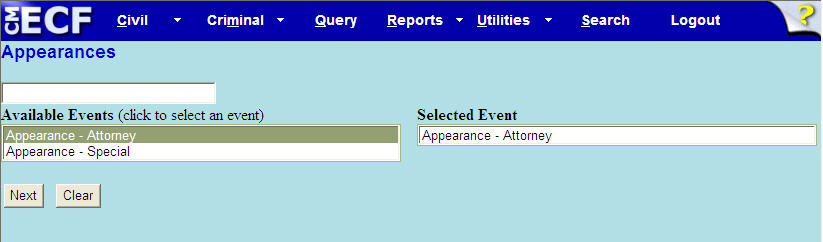 CM ECF Civil Criminal Query Reports Utilities Search Logout ?
Appearances
Available Events (click to select an event) Selected Event
Appearance - Attorney Appearance - Attorney
Appearance - Special
Next Clear